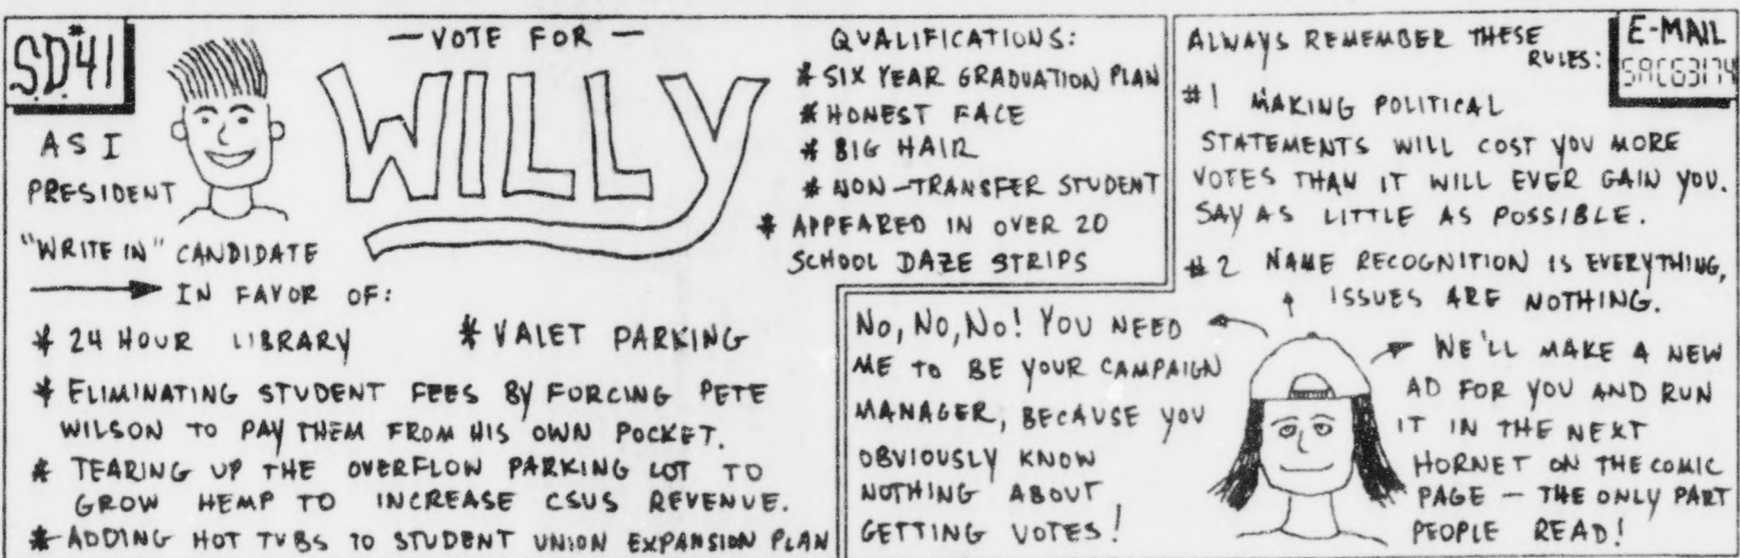 S.D.#41
— VOTE FOR —
WILLY
AS I
PRESIDENT
"WRITE IN" CANDIDATE
IN FAVOR OF:
* 24 HOUR LIBRARY
* VALET PARKING
* ELIMINATING STUDENT FEES BY FORCING PETE
WILSON TO PAY THEM FROM HIS OWN POCKET.
* TEARING UP THE OVERFLOW PARKING LOT TO
GROW HEMP TO INCREASE CSUS REVENUE.
* ADDING HOT TUBS TO STUDENT UNION EXPANSION PLAN
QUALIFICATIONS:
* SIX YEAR GRADUATION PLAN
* HONEST FACE
* BIG HAIR
* NON-TRANSFER STUDENT
* APPEARED IN OVER 20
SCHOOL DAZE STRIPS
NO, NO, NO! YOU NEED
ME TO BE YOUR CAMPAIGN
MANAGER, BECAUSE YOU
OBVIOUSLY KNOW
NOTHING ABOUT
GETTING VOTES!
ALWAYS REMEMBER THESE
RULES:
E-MAIL
SAC63174
#1 MAKING POLITICAL
STATEMENTS WILL COST YOU MORE
VOTES THAN IT WILL EVER GAIN YOU.
SAY AS LITTLE AS POSSIBLE.
#2 NAME RECOGNITION IS EVERYTHING,
ISSUES ARE NOTHING.
WE'LL MAKE A NEW
AD FOR YOU AND RUN
IT IN THE NEXT
HORNET ON THE COMIC
PAGE — THE ONLY PART
PEOPLE READ!